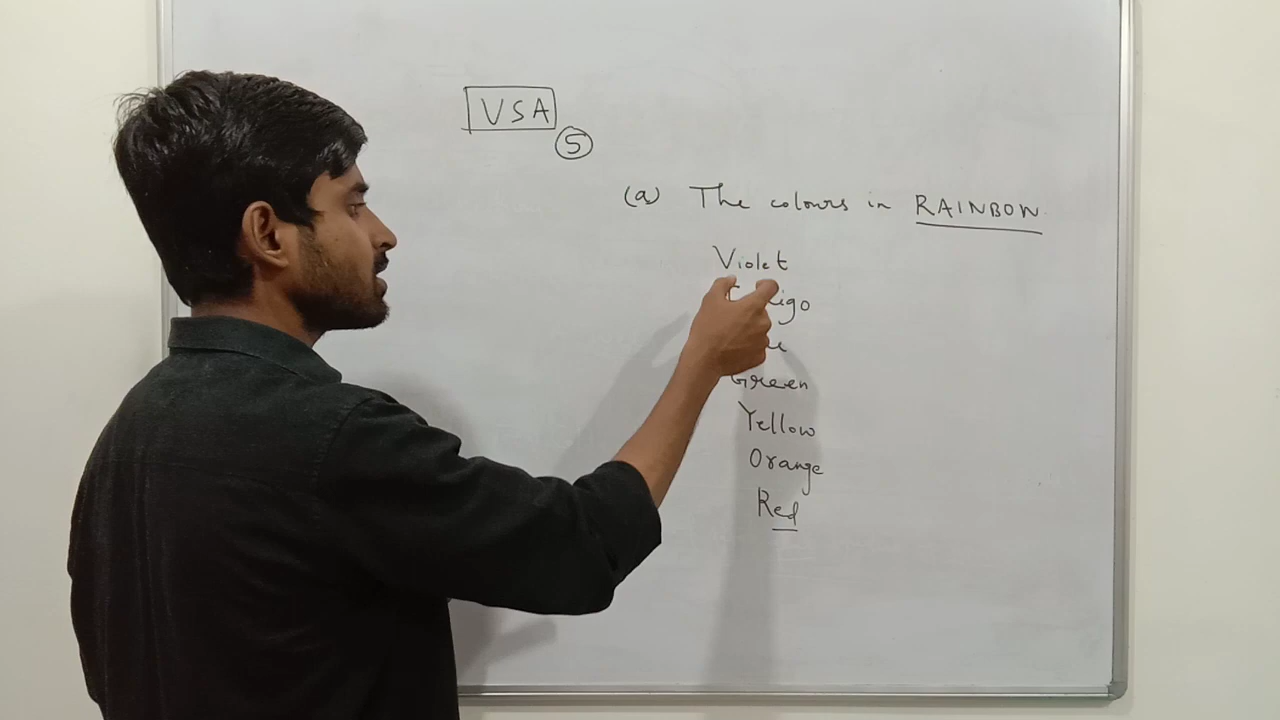 VSA
5
(a) The colours in RAINBOW.
Violet
Green
Yellow
Orange
Red